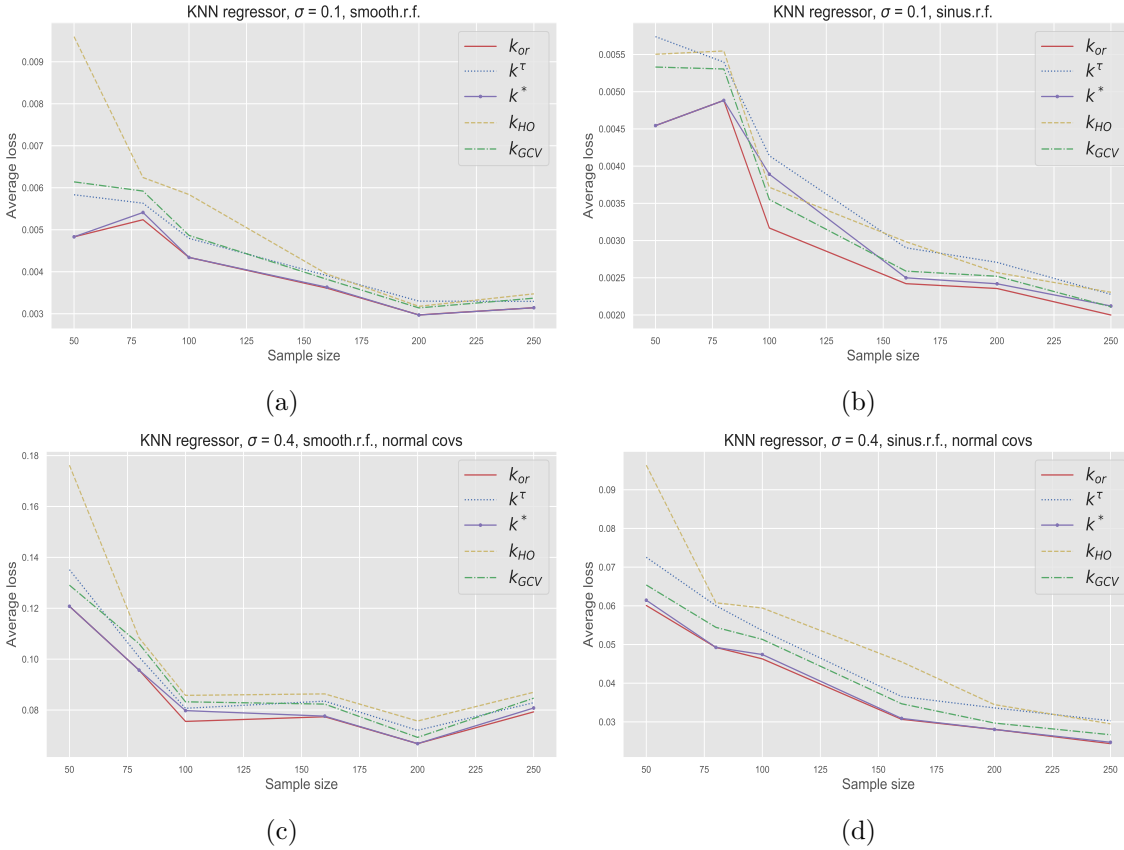 KNN regressor, σ = 0.1, smooth.r.f.
0.009
0.008
0.007
0.006
0.005
0.004
0.003
Average loss
k_or
k^τ
k^*
k_HO
k_GCV
50 75 100 125 150 175 200 225 250
Sample size
(a)
KNN regressor, σ = 0.1, sinus.r.f.
0.0055
0.0050
0.0045
0.0040
0.0035
0.0030
0.0025
0.0020
Average loss
k_or
k^τ
k^*
k_HO
k_GCV
50 75 100 125 150 175 200 225 250
Sample size
(b)
KNN regressor, σ = 0.4, smooth.r.f., normal covs
0.18
0.16
0.14
0.12
0.10
0.08
Average loss
k_or
k^τ
k^*
k_HO
k_GCV
50 75 100 125 150 175 200 225 250
Sample size
(c)
KNN regressor, σ = 0.4, sinus.r.f., normal covs
0.09
0.08
0.07
0.06
0.05
0.04
0.03
Average loss
k_or
k^τ
k^*
k_HO
k_GCV
50 75 100 125 150 175 200 225 250
Sample size
(d)